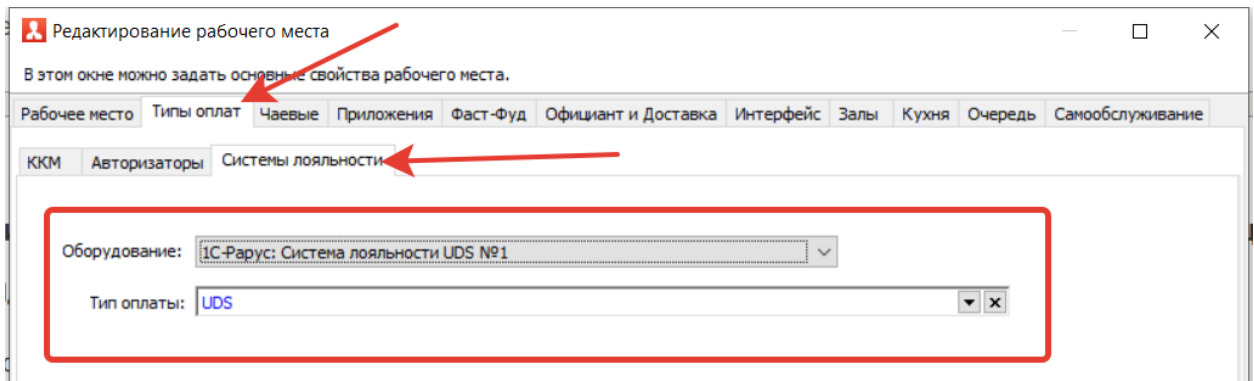 Редактирование рабочего места
В этом окне можно задать основные свойства рабочего места.
Рабочее место Типы оплат Чаевые Приложения Фаст-Фуд Официант и Доставка Интерфейс Залы Кухня Очередь Самообслуживание
ККМ Авторизаторы Системы лояльности
Оборудование: 1С-Рарус: Система лояльности UDS №1
Тип оплаты: UDS